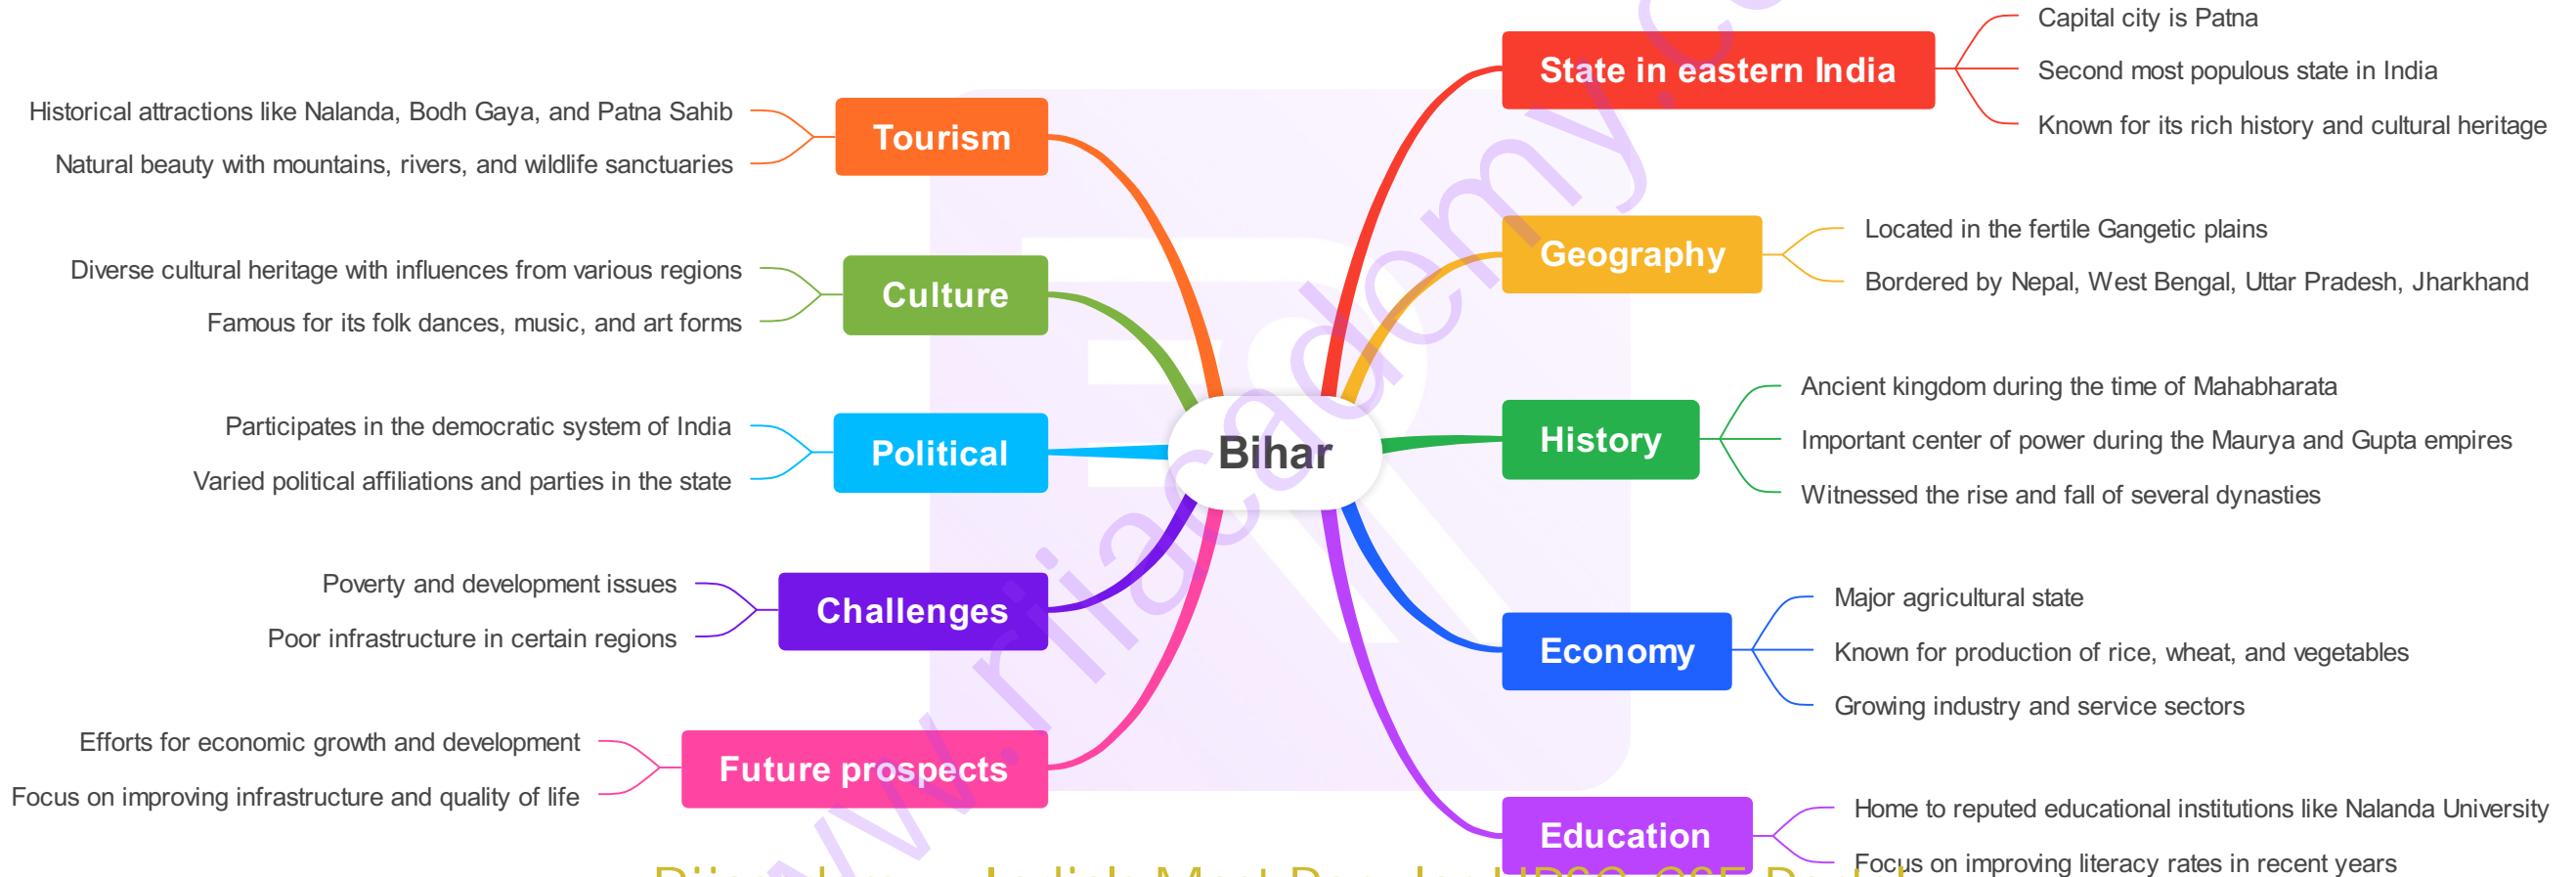 Bihar
State in eastern India
Capital city is Patna
Second most populous state in India
Known for its rich history and cultural heritage
Geography
Located in the fertile Gangetic plains
Bordered by Nepal, West Bengal, Uttar Pradesh, Jharkhand
History
Ancient kingdom during the time of Mahabharata
Important center of power during the Maurya and Gupta empires
Witnessed the rise and fall of several dynasties
Economy
Major agricultural state
Known for production of rice, wheat, and vegetables
Growing industry and service sectors
Education
Home to reputed educational institutions like Nalanda University
Focus on improving literacy rates in recent years
Tourism
Historical attractions like Nalanda, Bodh Gaya, and Patna Sahib
Natural beauty with mountains, rivers, and wildlife sanctuaries
Culture
Diverse cultural heritage with influences from various regions
Famous for its folk dances, music, and art forms
Political
Participates in the democratic system of India
Varied political affiliations and parties in the state
Challenges
Poverty and development issues
Poor infrastructure in certain regions
Future prospects
Efforts for economic growth and development
Focus on improving infrastructure and quality of life
India's Most Popular UPSC CSE Portal